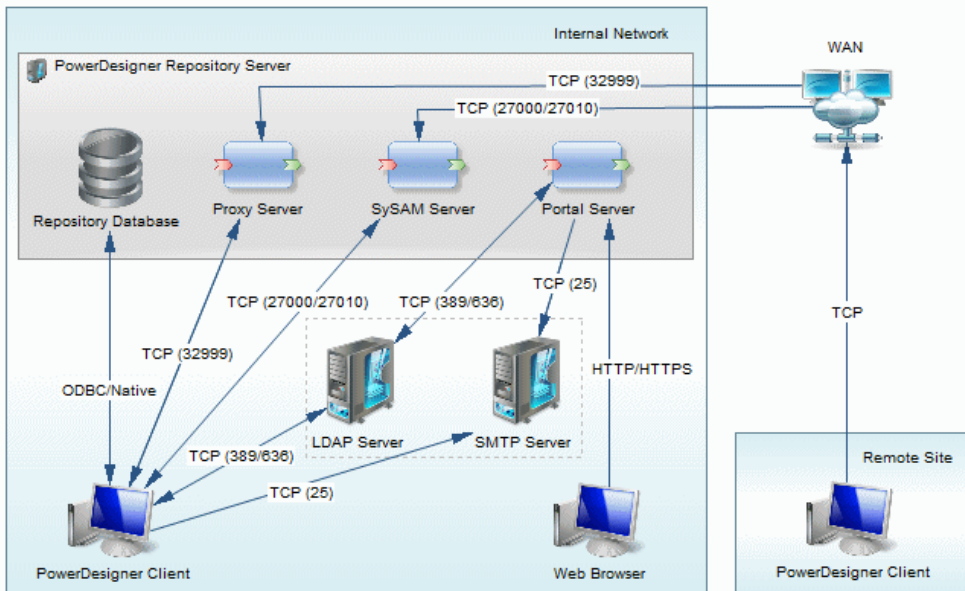 Internal Network
PowerDesigner Repository Server
WAN
TCP (32999)
TCP (27000/27010)
Repository Database
Proxy Server
SySAM Server
Portal Server
TCP (27000/27010)
TCP (389/636)
TCP (25)
TCP
TCP (32999)
HTTP/HTTPS
ODBC/Native
LDAP Server
SMTP Server
TCP (389/636)
Remote Site
TCP (25)
PowerDesigner Client
Web Browser
PowerDesigner Client